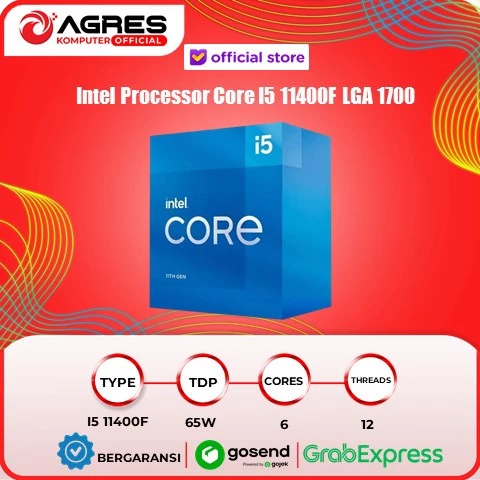 AGRES
KOMPUTER OFFICIAL
official store
Intel Processor Core I5 11400F LGA 1700
i5
intel
CORE
11TH GEN
TYPE
TDP
CORES
THREADS
I5 11400F
65W
6
12
BERGARANSI
gosend
Powered by gojek
GrabExpress